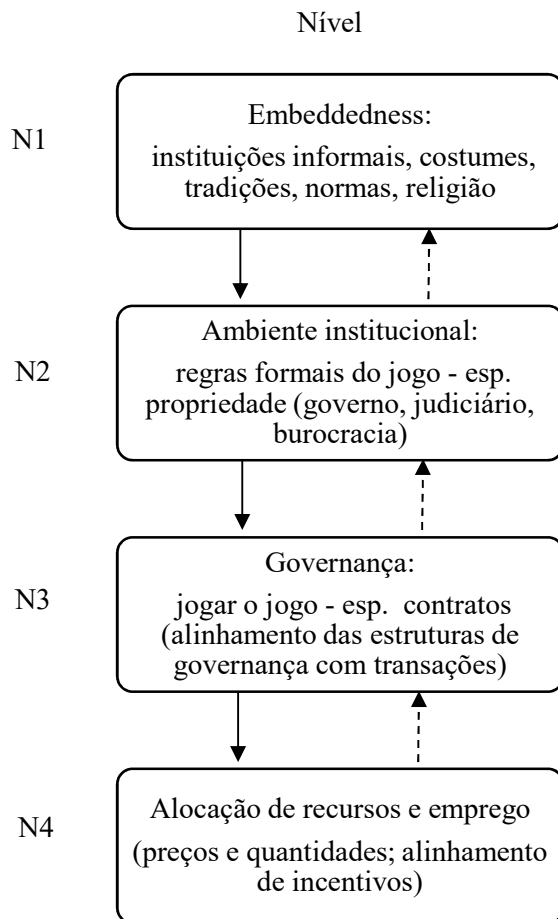 Nível
N1
Embeddedness:
instituições informais, costumes,
tradições, normas, religião
N2
Ambiente institucional:
regras formais do jogo - esp.
propriedade (governo, judiciário,
burocracia)
N3
Governança:
jogar o jogo - esp. contratos
(alinhamento das estruturas de
governança com transações)
N4
Alocação de recursos e emprego
(preços e quantidades; alinhamento
de incentivos)